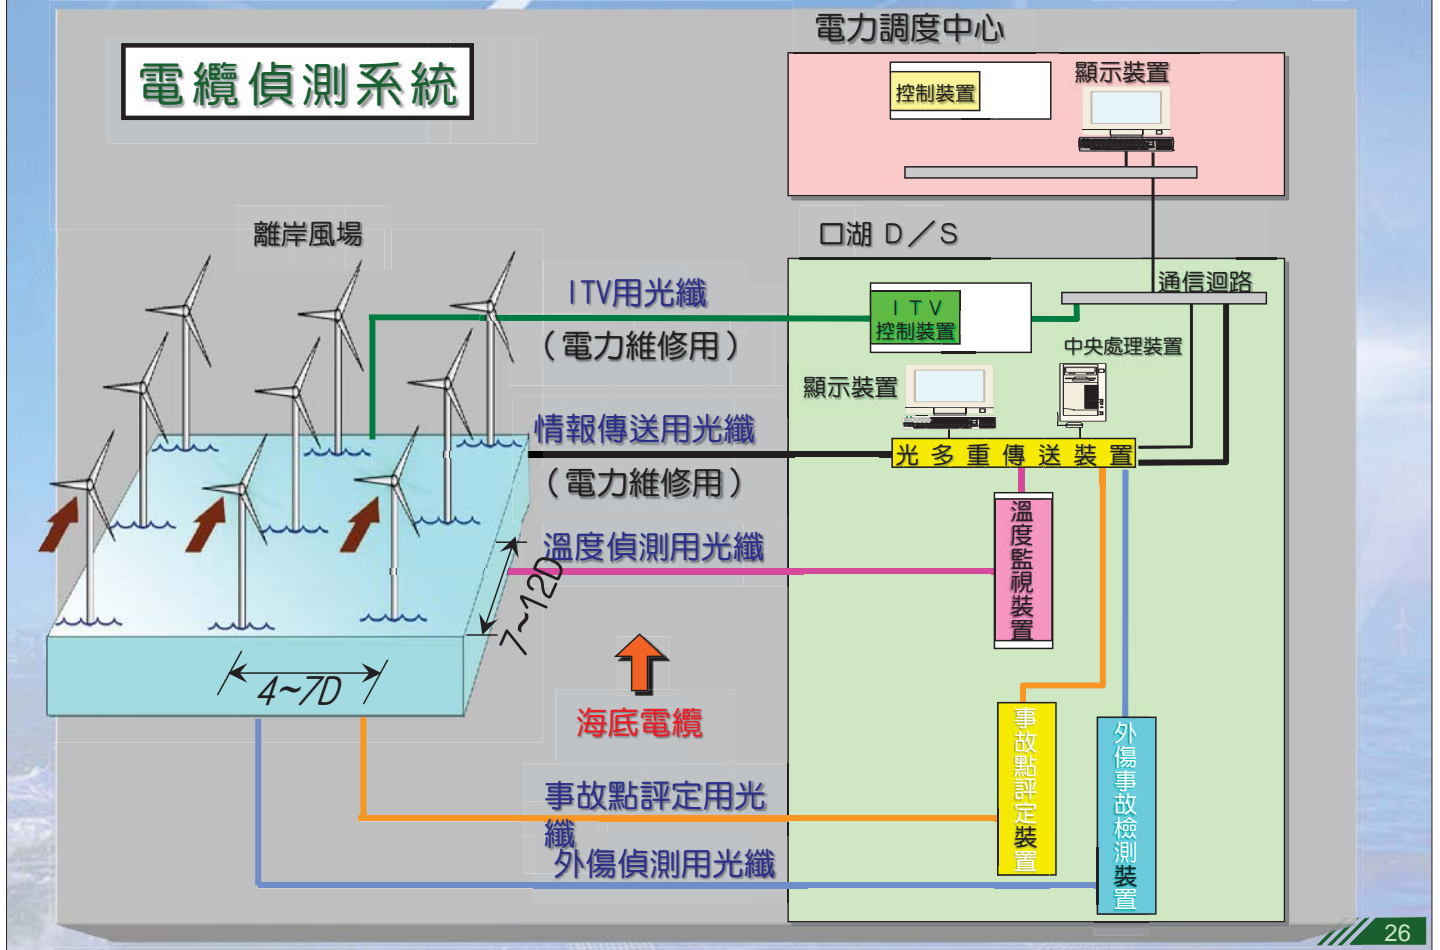 電力調度中心
電纜偵測系統
控制裝置
顯示裝置
離岸風場
口湖 D／S
通信迴路
ITV用光纖
（電力維修用）
ITV
控制裝置
中央處理裝置
顯示裝置
情報傳送用光纖
（電力維修用）
光多重傳送裝置
溫度偵測用光纖
溫度監視裝置
7~12D
4~7D
海底電纜
事故點評定用光
纖
外傷偵測用光纖
事故點評定裝置
外傷事故檢測裝置
26